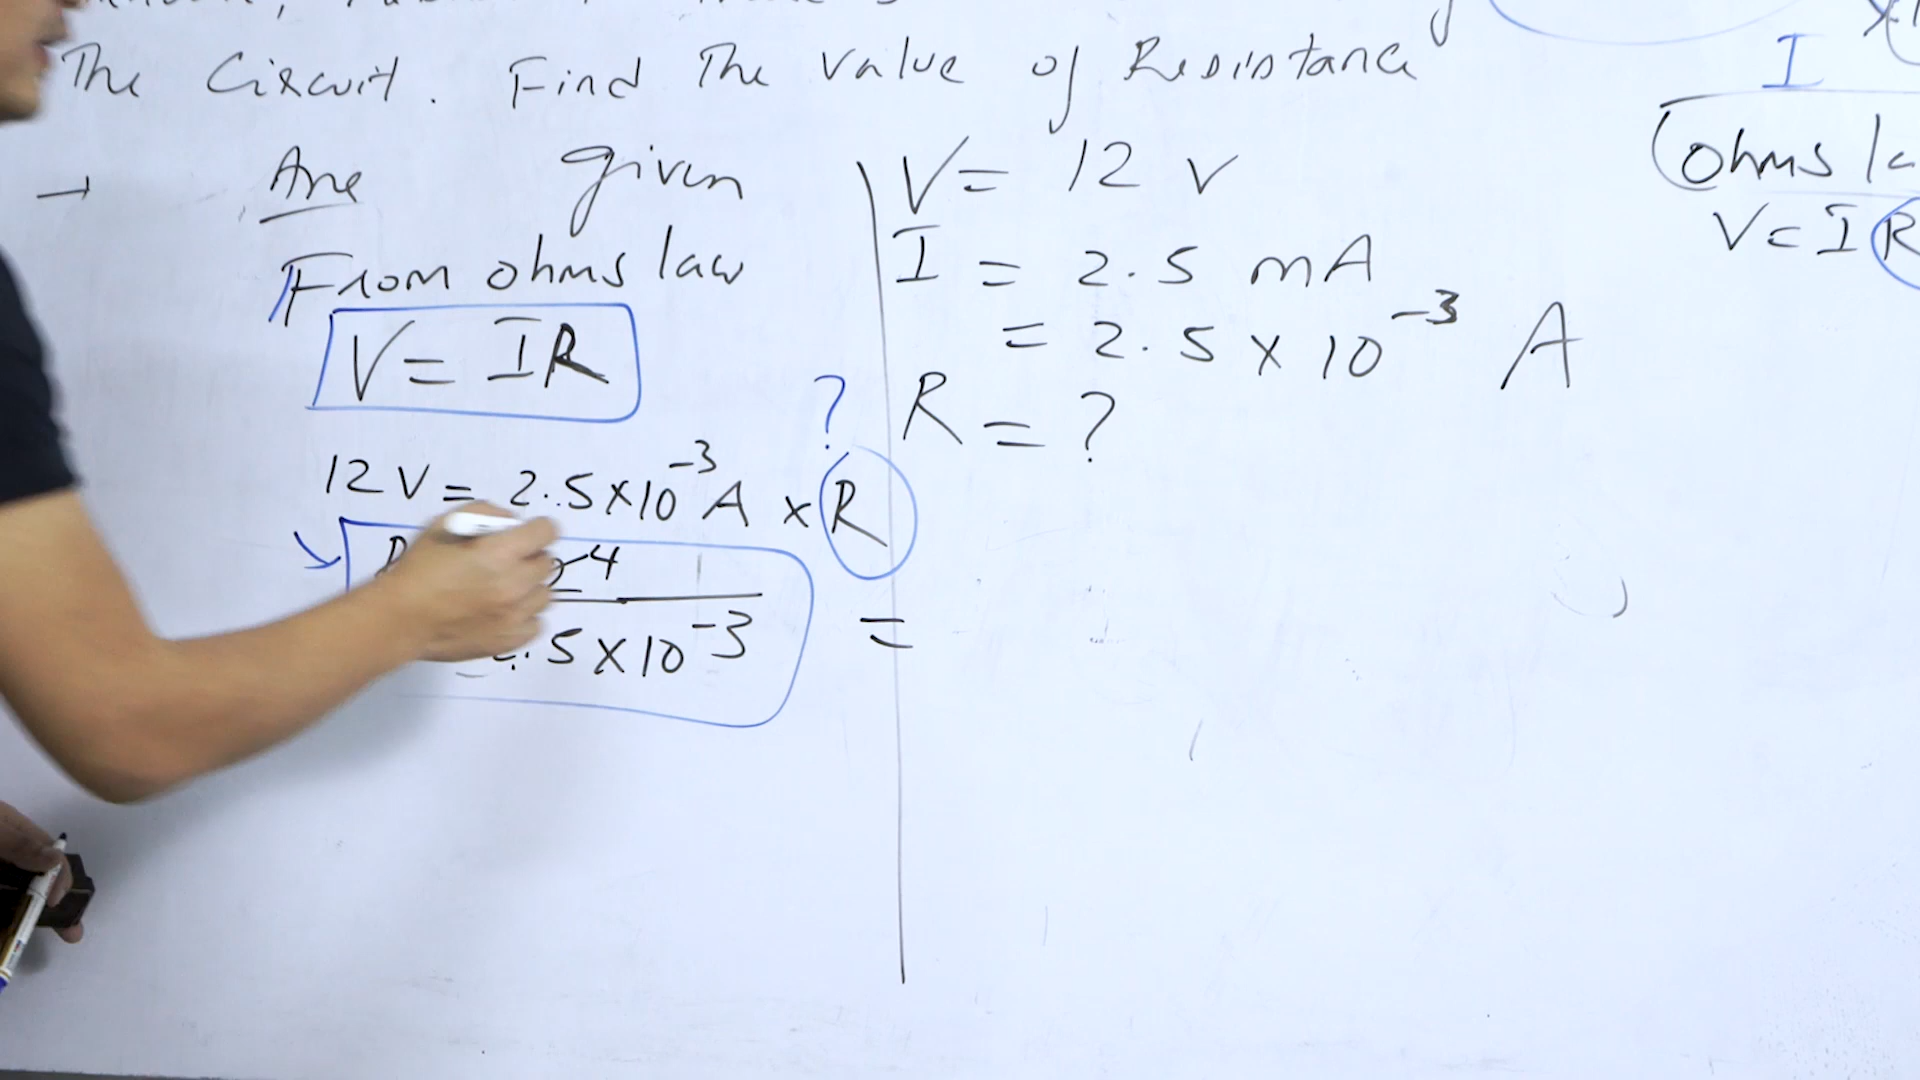 The Circuit. Find The value of Resistance
I
Ans given
From ohms law
V = IR
12 V = 2.5 x 10^-3 A x R
?
4
.5 x 10^-3 =
V = 12 v
I = 2.5 mA
= 2.5 x 10^-3 A
R = ?
ohms la
V = I R